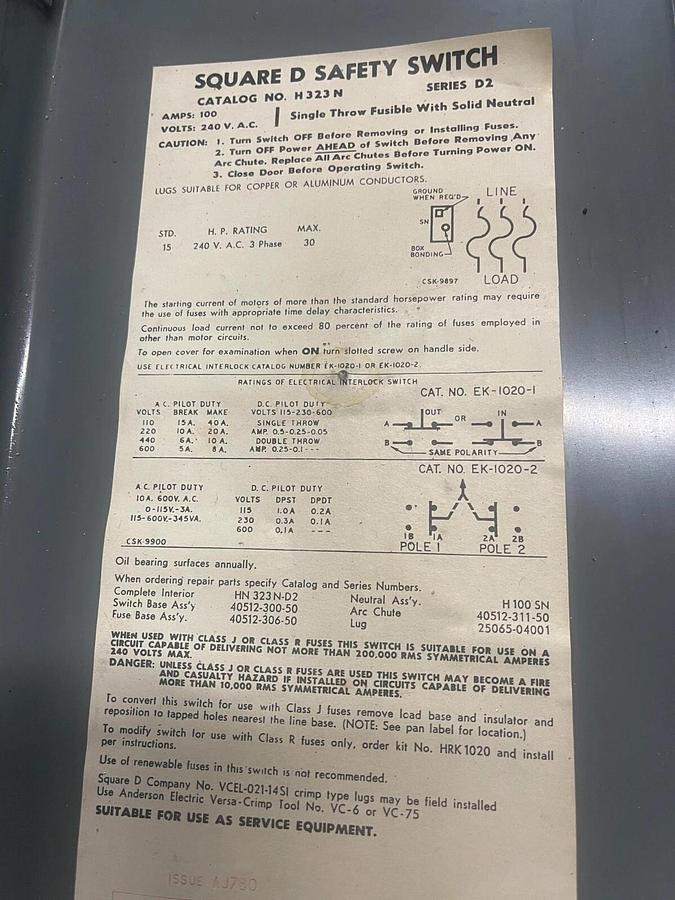 SQUARE D SAFETY SWITCH
CATALOG NO. H323N SERIES D2
AMPS: 100
VOLTS: 240 V. A.C.
Single Throw Fusible With Solid Neutral
CAUTION: 1. Turn Switch OFF Before Removing or Installing Fuses.
2. Turn OFF Power AHEAD of Switch Before Removing Any
Arc Chute. Replace All Arc Chutes Before Turning Power ON.
3. Close Door Before Operating Switch.
LUGS SUITABLE FOR COPPER OR ALUMINUM CONDUCTORS.
GROUND
WHEN REQ'D
LINE
SN
BOX
BONDING
CSK-9897 LOAD
STD. H. P. RATING MAX.
15 240 V. A.C. 3 Phase 30
The starting current of motors of more than the standard horsepower rating may require
the use of fuses with appropriate time delay characteristics.
Continuous load current not to exceed 80 percent of the rating of fuses employed in
other than motor circuits.
To open cover for examination when ON turn slotted screw on handle side.
USE ELECTRICAL INTERLOCK CATALOG NUMBER EK-1020-1 OR EK-1020-2.
RATINGS OF ELECTRICAL INTERLOCK SWITCH
CAT. NO. EK-1020-1
A C. PILOT DUTY D.C. PILOT DUTY
VOLTS BREAK MAKE VOLTS 115-230-600
110 15A. 40A. SINGLE THROW
220 10A. 20A. AMP. 0.5-0.25-0.05
440 6A. 10A. DOUBLE THROW
600 5A. 8A. AMP. 0.25-0.1---
OUT OR IN
A A
B B
SAME POLARITY
CAT. NO. EK-1020-2
A.C. PILOT DUTY D.C. PILOT DUTY
10A. 600V. A.C. VOLTS DPST DPDT
0-115V.-3A. 115 1.0A 0.2A
115-600V.-345VA. 230 0.3A 0.1A
600 0.1A ---
1B 1A 2A 2B
POLE 1 POLE 2
CSK-9900
Oil bearing surfaces annually.
When ordering repair parts specify Catalog and Series Numbers.
Complete Interior HN 323N-D2 Neutral Ass'y. H100 SN
Switch Base Ass'y 40512-300-50 Arc Chute 40512-311-50
Fuse Base Ass'y. 40512-306-50 Lug 25065-04001
WHEN USED WITH CLASS J OR CLASS R FUSES THIS SWITCH IS SUITABLE FOR USE ON A
CIRCUIT CAPABLE OF DELIVERING NOT MORE THAN 200,000 RMS SYMMETRICAL AMPERES
240 VOLTS MAX.
DANGER: UNLESS CLASS J OR CLASS R FUSES ARE USED THIS SWITCH MAY BECOME A FIRE
AND CASUALTY HAZARD IF INSTALLED ON CIRCUITS CAPABLE OF DELIVERING
MORE THAN 10,000 RMS SYMMETRICAL AMPERES.
To convert this switch for use with Class J fuses remove load base and insulator and
reposition to tapped holes nearest the line base. (NOTE: See pan label for location.)
To modify switch for use with Class R fuses only, order kit No. HRK1020 and install
per instructions.
Use of renewable fuses in this switch is not recommended.
Square D Company No. VCEL-021-14S1 crimp type lugs may be field installed
Use Anderson Electric Versa-Crimp Tool No. VC-6 or VC-75
SUITABLE FOR USE AS SERVICE EQUIPMENT.
ISSUE AJ780